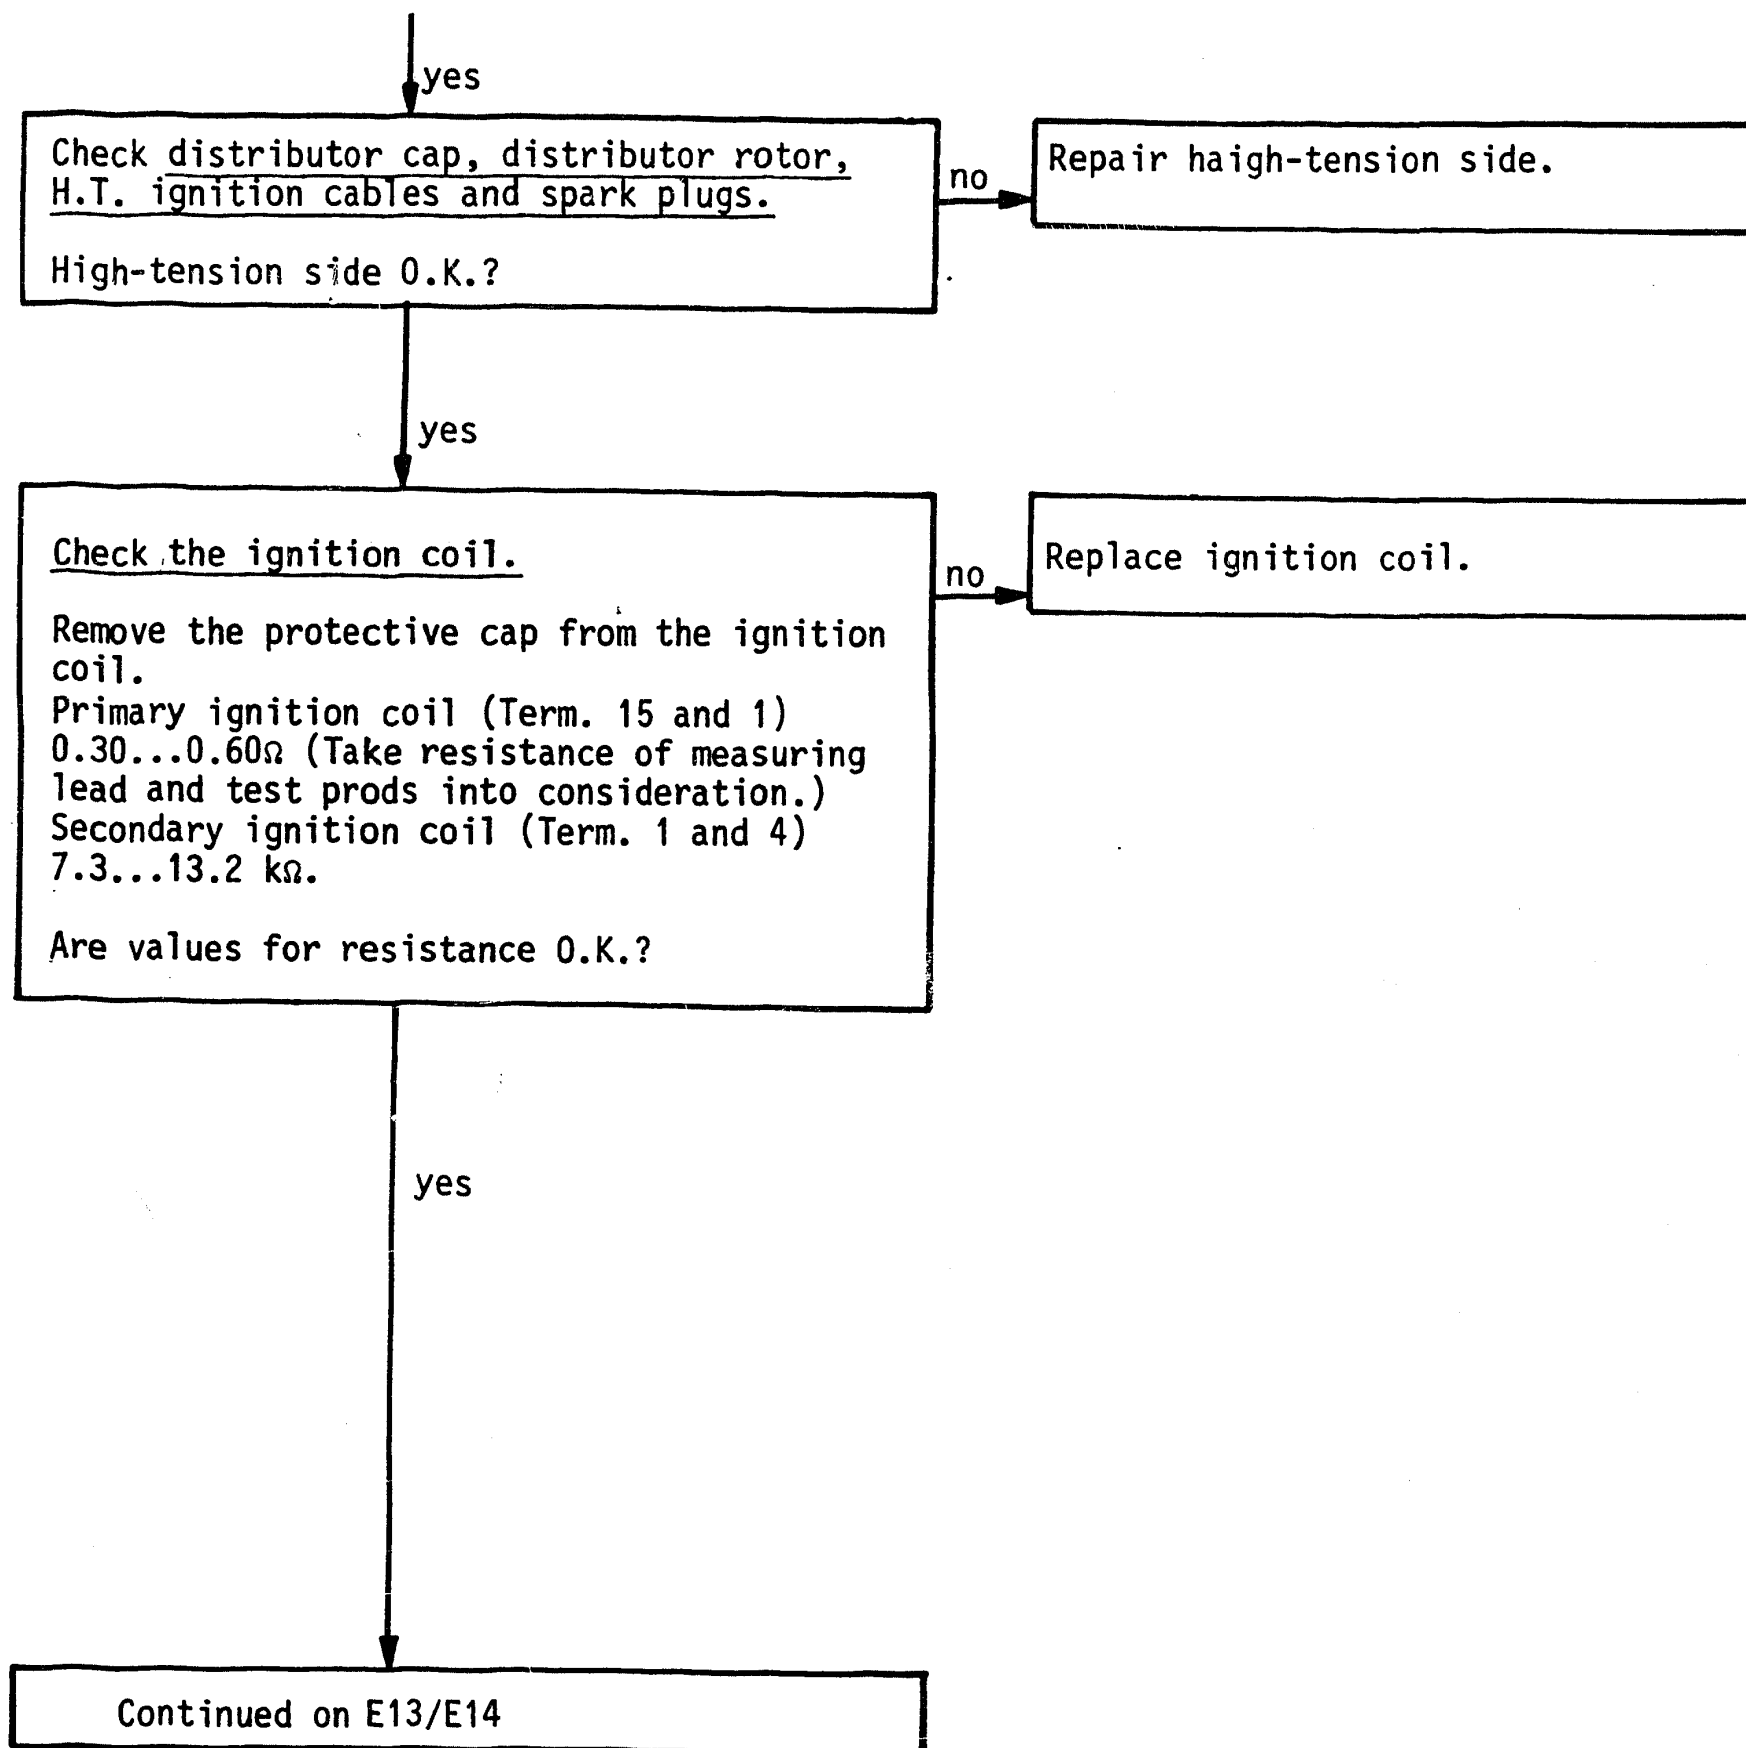 yes
Check distributor cap, distributor rotor,
H.T. ignition cables and spark plugs.
High-tension side O.K.?
no
Repair haigh-tension side.
yes
Check the ignition coil.
Remove the protective cap from the ignition
coil.
Primary ignition coil (Term. 15 and 1)
0.30...0.60Ω (Take resistance of measuring
lead and test prods into consideration.)
Secondary ignition coil (Term. 1 and 4)
7.3...13.2 kΩ.
Are values for resistance O.K.?
no
Replace ignition coil.
yes
Continued on E13/E14